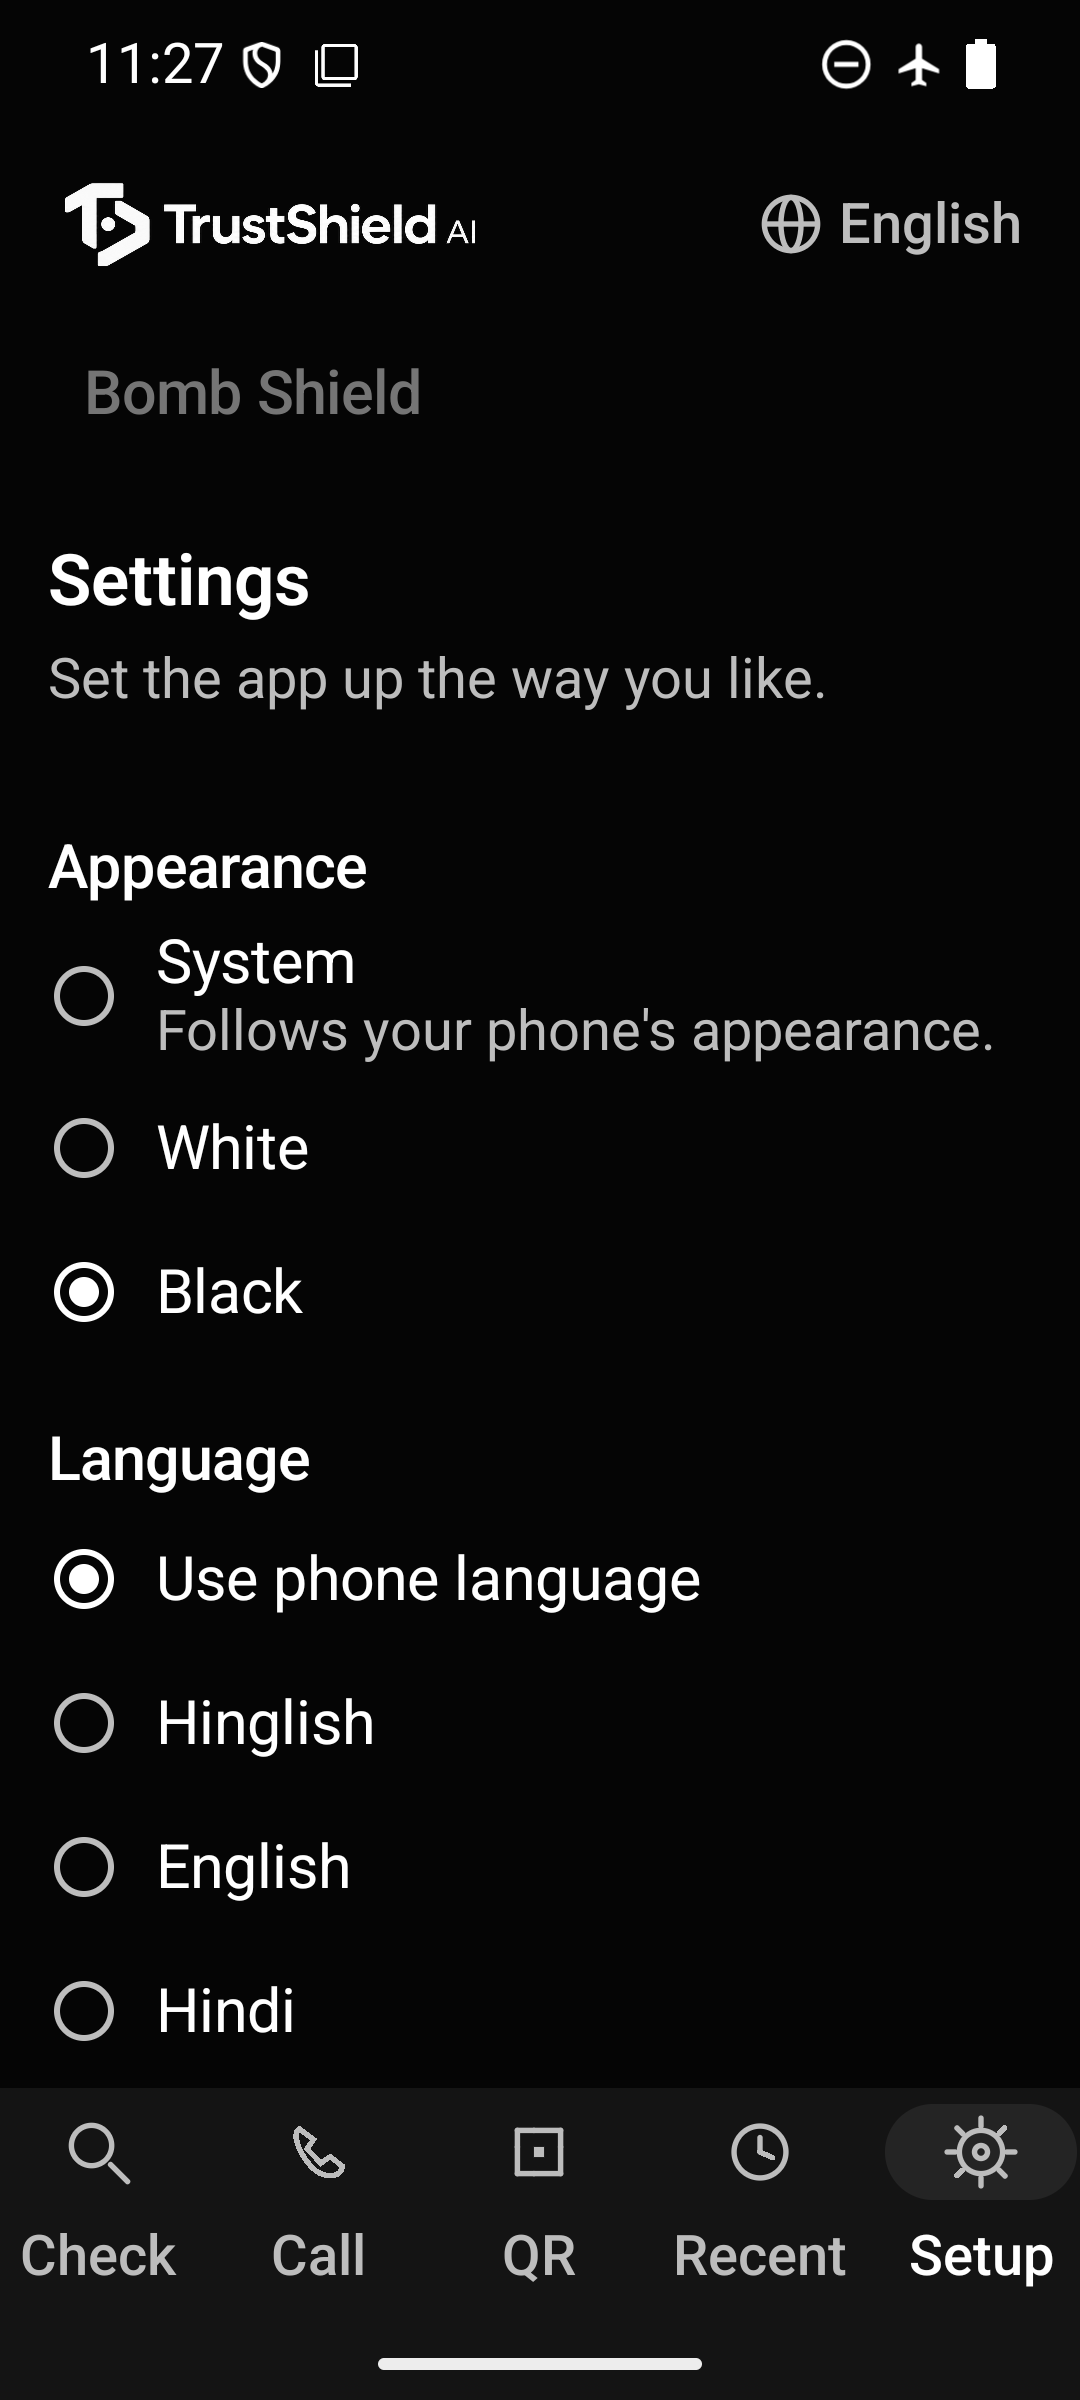 11:27
TrustShield AI
English
Bomb Shield
Settings
Set the app up the way you like.
Appearance
System
Follows your phone's appearance.
White
Black
Language
Use phone language
Hinglish
English
Hindi
Check
Call
QR
Recent
Setup